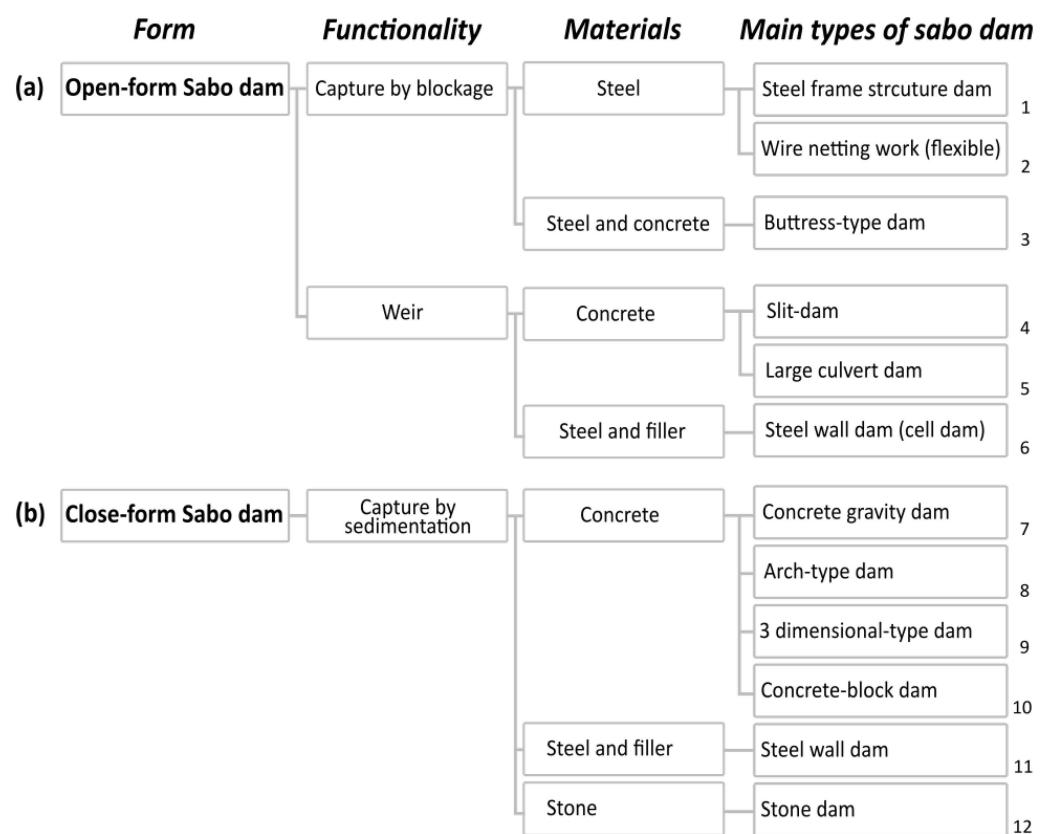 Form Functionality Materials Main types of sabo dam
(a) Open-form Sabo dam Capture by blockage Steel Steel frame strcuture dam 1
Wire netting work (flexible) 2
Steel and concrete Buttress-type dam 3
Weir Concrete Slit-dam 4
Large culvert dam 5
Steel and filler Steel wall dam (cell dam) 6
(b) Close-form Sabo dam Capture by sedimentation Concrete Concrete gravity dam 7
Arch-type dam 8
3 dimensional-type dam 9
Concrete-block dam 10
Steel and filler Steel wall dam 11
Stone Stone dam 12